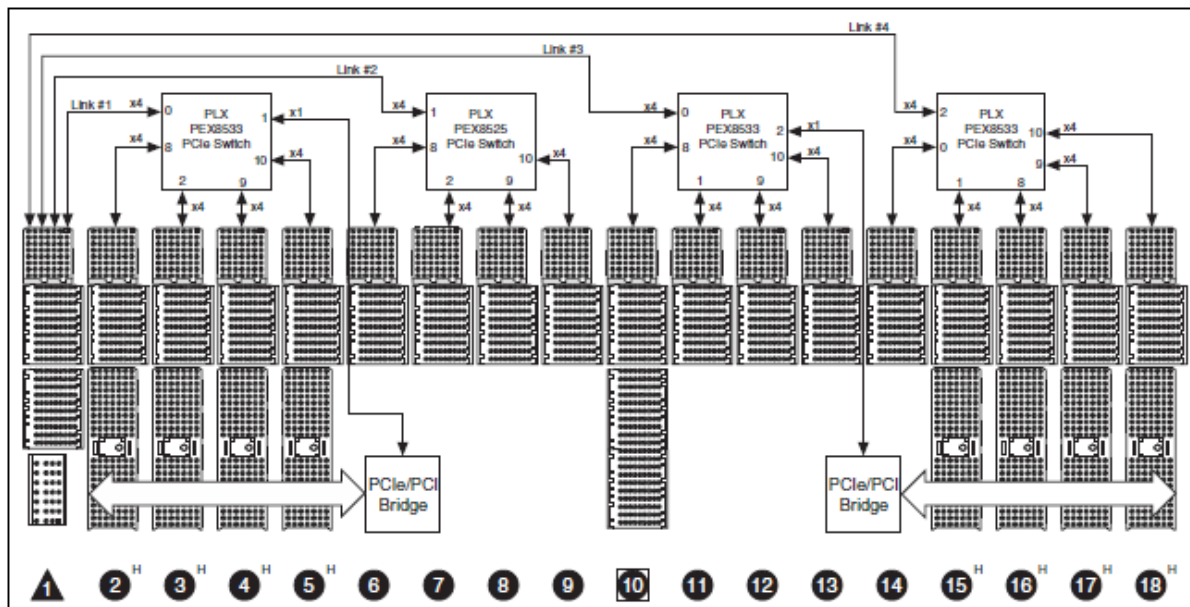 Link #4
Link #3
Link #2
Link #1 x4 0 PLX PEX8533 PCIe Switch 1 x1
x4 8 10 x4
2 9
x4 x4
x4 1 PLX PEX8525 PCIe Switch
x4 8 10 x4
2 9
x4 x4
x4 0 PLX PEX8533 PCIe Switch 2 x1
x4 8 10 x4
1 9
x4 x4
x4 2 PLX PEX8533 PCIe Switch 10 x4
x4 0 9 x4
1 8
x4 x4
PCIe/PCI
Bridge
PCIe/PCI
Bridge
1 2 H 3 H 4 H 5 H 6 7 8 9 10 11 12 13 14 15 H 16 H 17 H 18 H